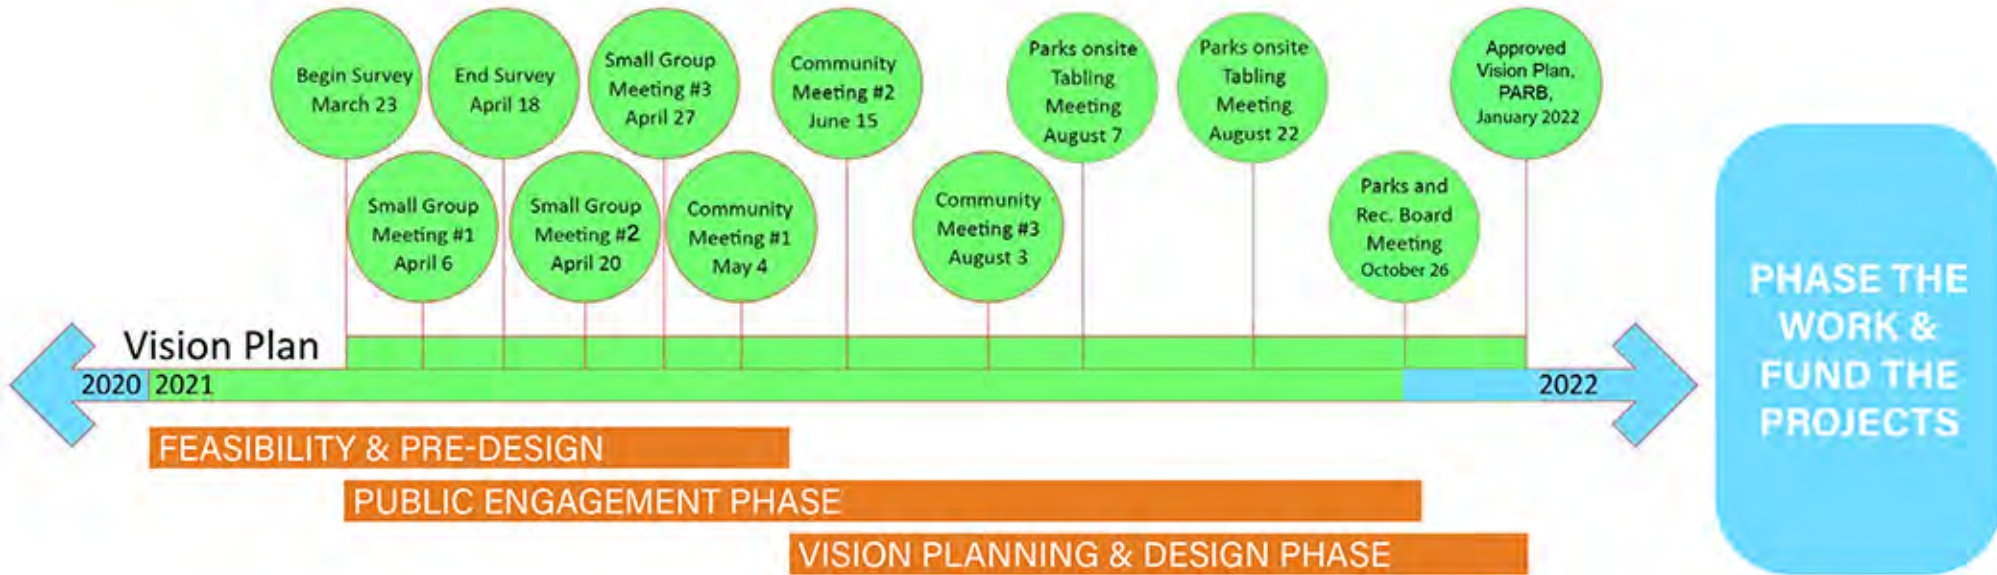 Begin Survey
March 23
End Survey
April 18
Small Group
Meeting #3
April 27
Community
Meeting #2
June 15
Parks onsite
Tabling
Meeting
August 7
Parks onsite
Tabling
Meeting
August 22
Approved
Vision Plan,
PARB,
January 2022
Small Group
Meeting #1
April 6
Small Group
Meeting #2
April 20
Community
Meeting #1
May 4
Community
Meeting #3
August 3
Parks and
Rec. Board
Meeting
October 26
Vision Plan
2020 2021
2022
FEASIBILITY & PRE-DESIGN
PUBLIC ENGAGEMENT PHASE
VISION PLANNING & DESIGN PHASE
PHASE THE
WORK &
FUND THE
PROJECTS